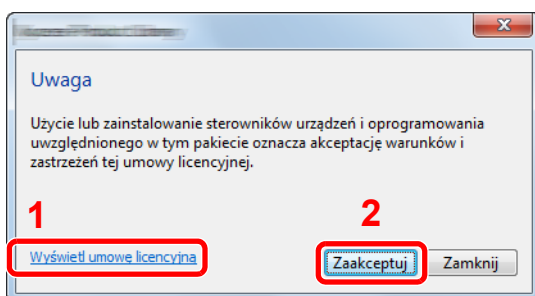 Uwaga
Użycie lub zainstalowanie sterowników urządzeń i oprogramowania
uwzględnionego w tym pakiecie oznacza akceptację warunków i
zastrzeżeń tej umowy licencyjnej.
1
2
Wyświetl umowę licencyjną
Zaakceptuj
Zamknij